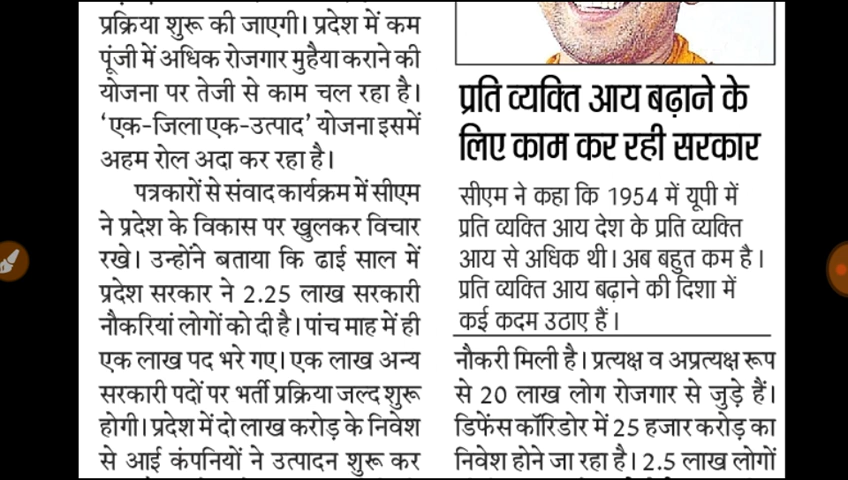 प्रक्रिया शुरू की जाएगी। प्रदेश में कम
पूंजी में अधिक रोजगार मुहैया कराने की
योजना पर तेजी से काम चल रहा है।
‘एक-जिला एक-उत्पाद’ योजना इसमें
अहम रोल अदा कर रहा है।
पत्रकारों से संवाद कार्यक्रम में सीएम
ने प्रदेश के विकास पर खुलकर विचार
रखे। उन्होंने बताया कि ढाई साल में
प्रदेश सरकार ने 2.25 लाख सरकारी
नौकरियां लोगों को दी है। पांच माह में ही
एक लाख पद भरे गए। एक लाख अन्य
सरकारी पदों पर भर्ती प्रक्रिया जल्द शुरू
होगी। प्रदेश में दो लाख करोड़ के निवेश
से आई कंपनियों ने उत्पादन शुरू कर
प्रति व्यक्ति आय बढ़ाने के
लिए काम कर रही सरकार
सीएम ने कहा कि 1954 में यूपी में
प्रति व्यक्ति आय देश के प्रति व्यक्ति
आय से अधिक थी। अब बहुत कम है।
प्रति व्यक्ति आय बढ़ाने की दिशा में
कई कदम उठाए हैं।
नौकरी मिली है। प्रत्यक्ष व अप्रत्यक्ष रूप
से 20 लाख लोग रोजगार से जुड़े हैं।
डिफेंस कॉरिडोर में 25 हजार करोड़ का
निवेश होने जा रहा है। 2.5 लाख लोगों